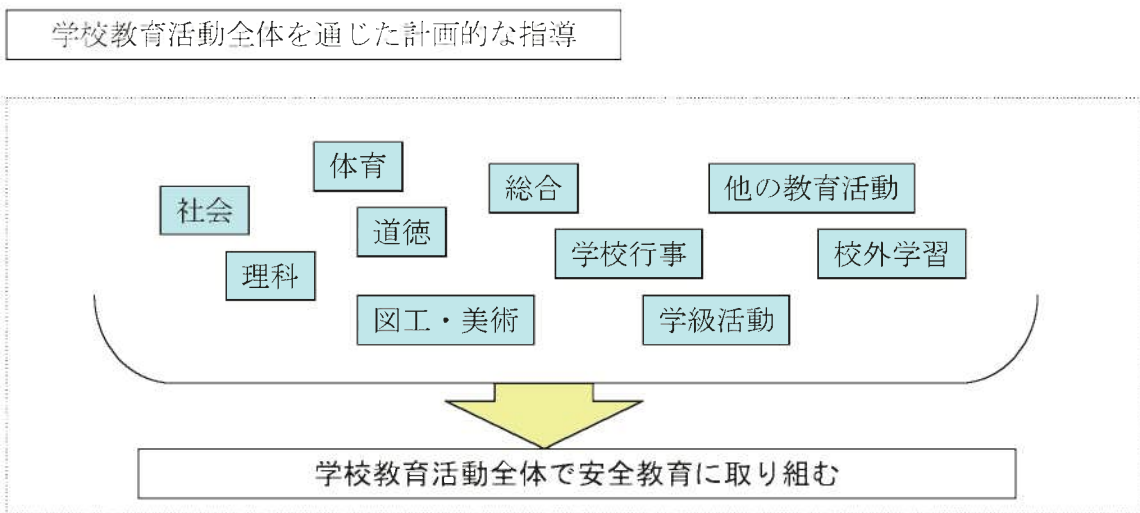 学校教育活動全体を通じた計画的な指導
体育
総合
他の教育活動
社会
道徳
学校行事
校外学習
理科
図工・美術
学級活動
学校教育活動全体で安全教育に取り組む